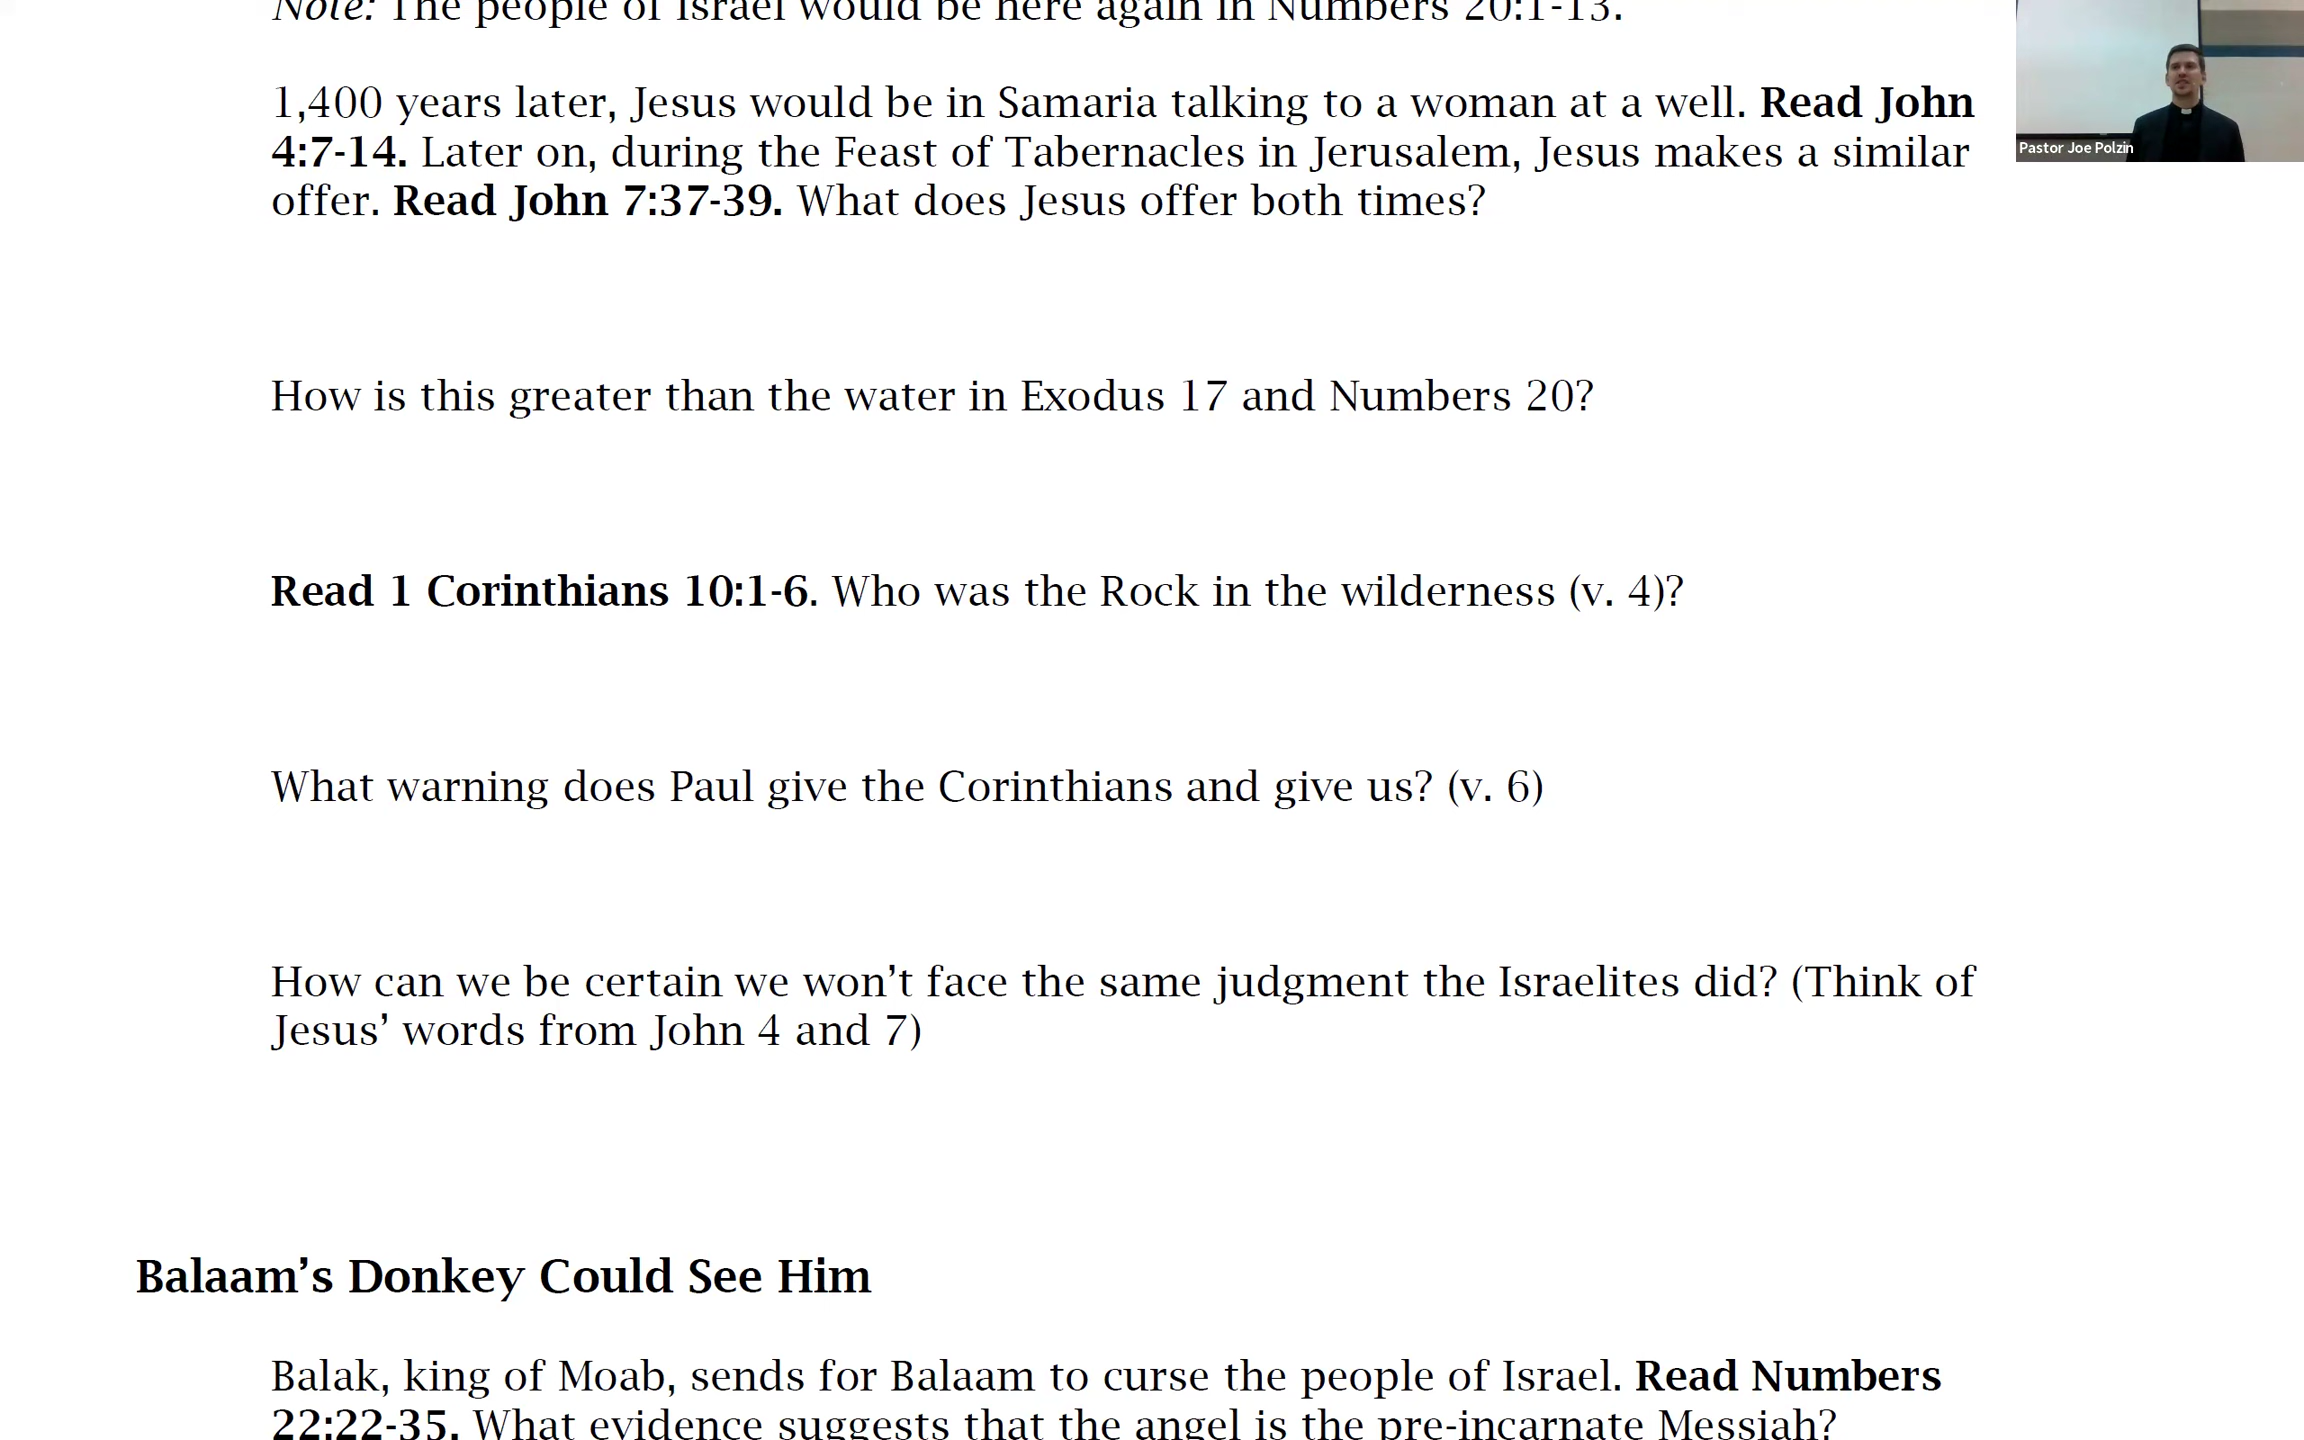 Note: The people of Israel would be here again in Numbers 20:1-13.
1,400 years later, Jesus would be in Samaria talking to a woman at a well. Read John
4:7-14. Later on, during the Feast of Tabernacles in Jerusalem, Jesus makes a similar
offer. Read John 7:37-39. What does Jesus offer both times?
Pastor Joe Polzin
How is this greater than the water in Exodus 17 and Numbers 20?
Read 1 Corinthians 10:1-6. Who was the Rock in the wilderness (v. 4)?
What warning does Paul give the Corinthians and give us? (v. 6)
How can we be certain we won’t face the same judgment the Israelites did? (Think of
Jesus’ words from John 4 and 7)
Balaam’s Donkey Could See Him
Balak, king of Moab, sends for Balaam to curse the people of Israel. Read Numbers
22:22-35. What evidence suggests that the angel is the pre-incarnate Messiah?